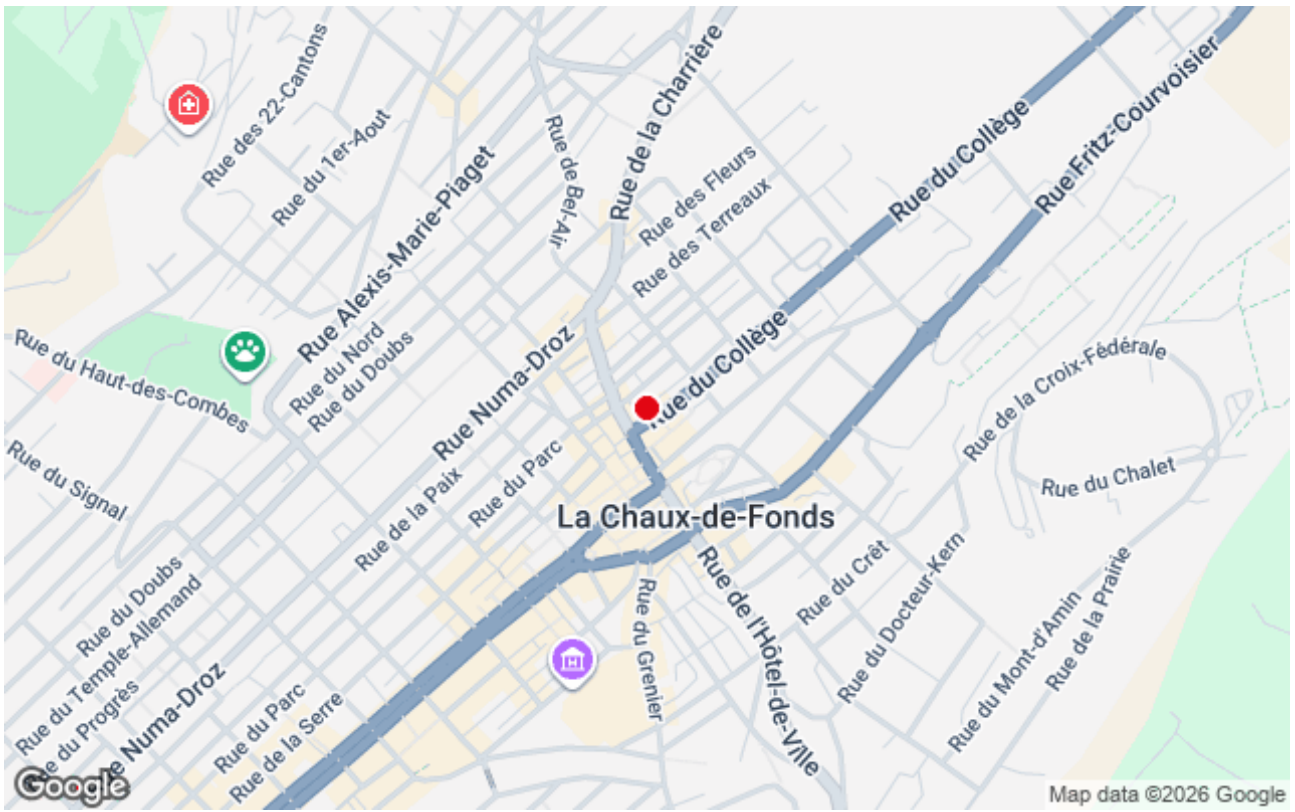 Rue des 22-Cantons
Rue du 1er-Aout
Rue de la Charrière
Rue de Bel-Air
Rue des Fleurs
Rue des Terreaux
Rue du Collège
Rue Fritz-Courvoisier
Rue Alexis-Marie-Piaget
Rue du Nord
Rue du Doubs
Rue du Haut-des-Combes
Rue Numa-Droz
Rue du Collège
Rue de la Croix-Fédérale
Rue du Chalet
Rue du Signal
Rue de la Paix
Rue du Parc
La Chaux-de-Fonds
Rue du Doubs
Rue du Temple-Allemand
Rue du Progrès
Rue Numa-Droz
Rue du Parc
Rue de la Serre
Rue du Grenier
Rue de l'Hôtel-de-Ville
Rue du Crêt
Rue du Docteur-Kern
Rue du Mont-d'Amin
Rue de la Prairie
Google
Map data ©2026 Google